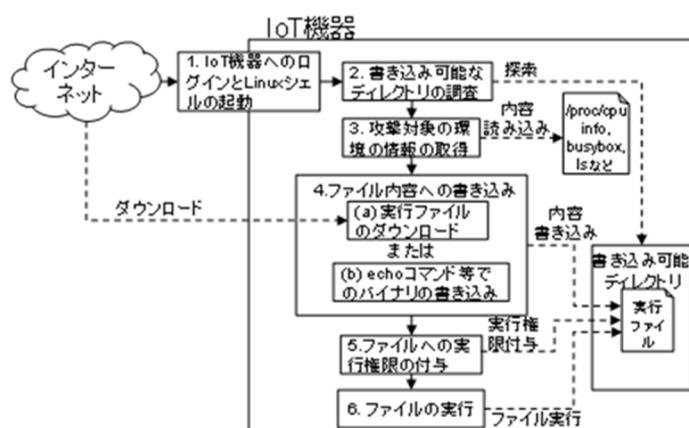 IoT機器
インター
ネット
1. IoT機器へのロ
グインとLinuxシェ
ルの起動
2. 書き込み可能な
ディレクトリの調査
探索
3. 攻撃対象の環
境の情報の取得
内容
読み込み
/proc/cpu
info,
busybox,
lsなど
4.ファイル内容への書き込み
(a)実行ファイル
のダウンロード
または
(b)echoコマンド等で
のバイナリの書き込み
ダウンロード
内容
書き込み
書き込み可能
ディレクトリ
実行
ファイ
ル
5.ファイルへの実
行権限の付与
実行権
限付与
6. ファイルの実行
ファイル実行